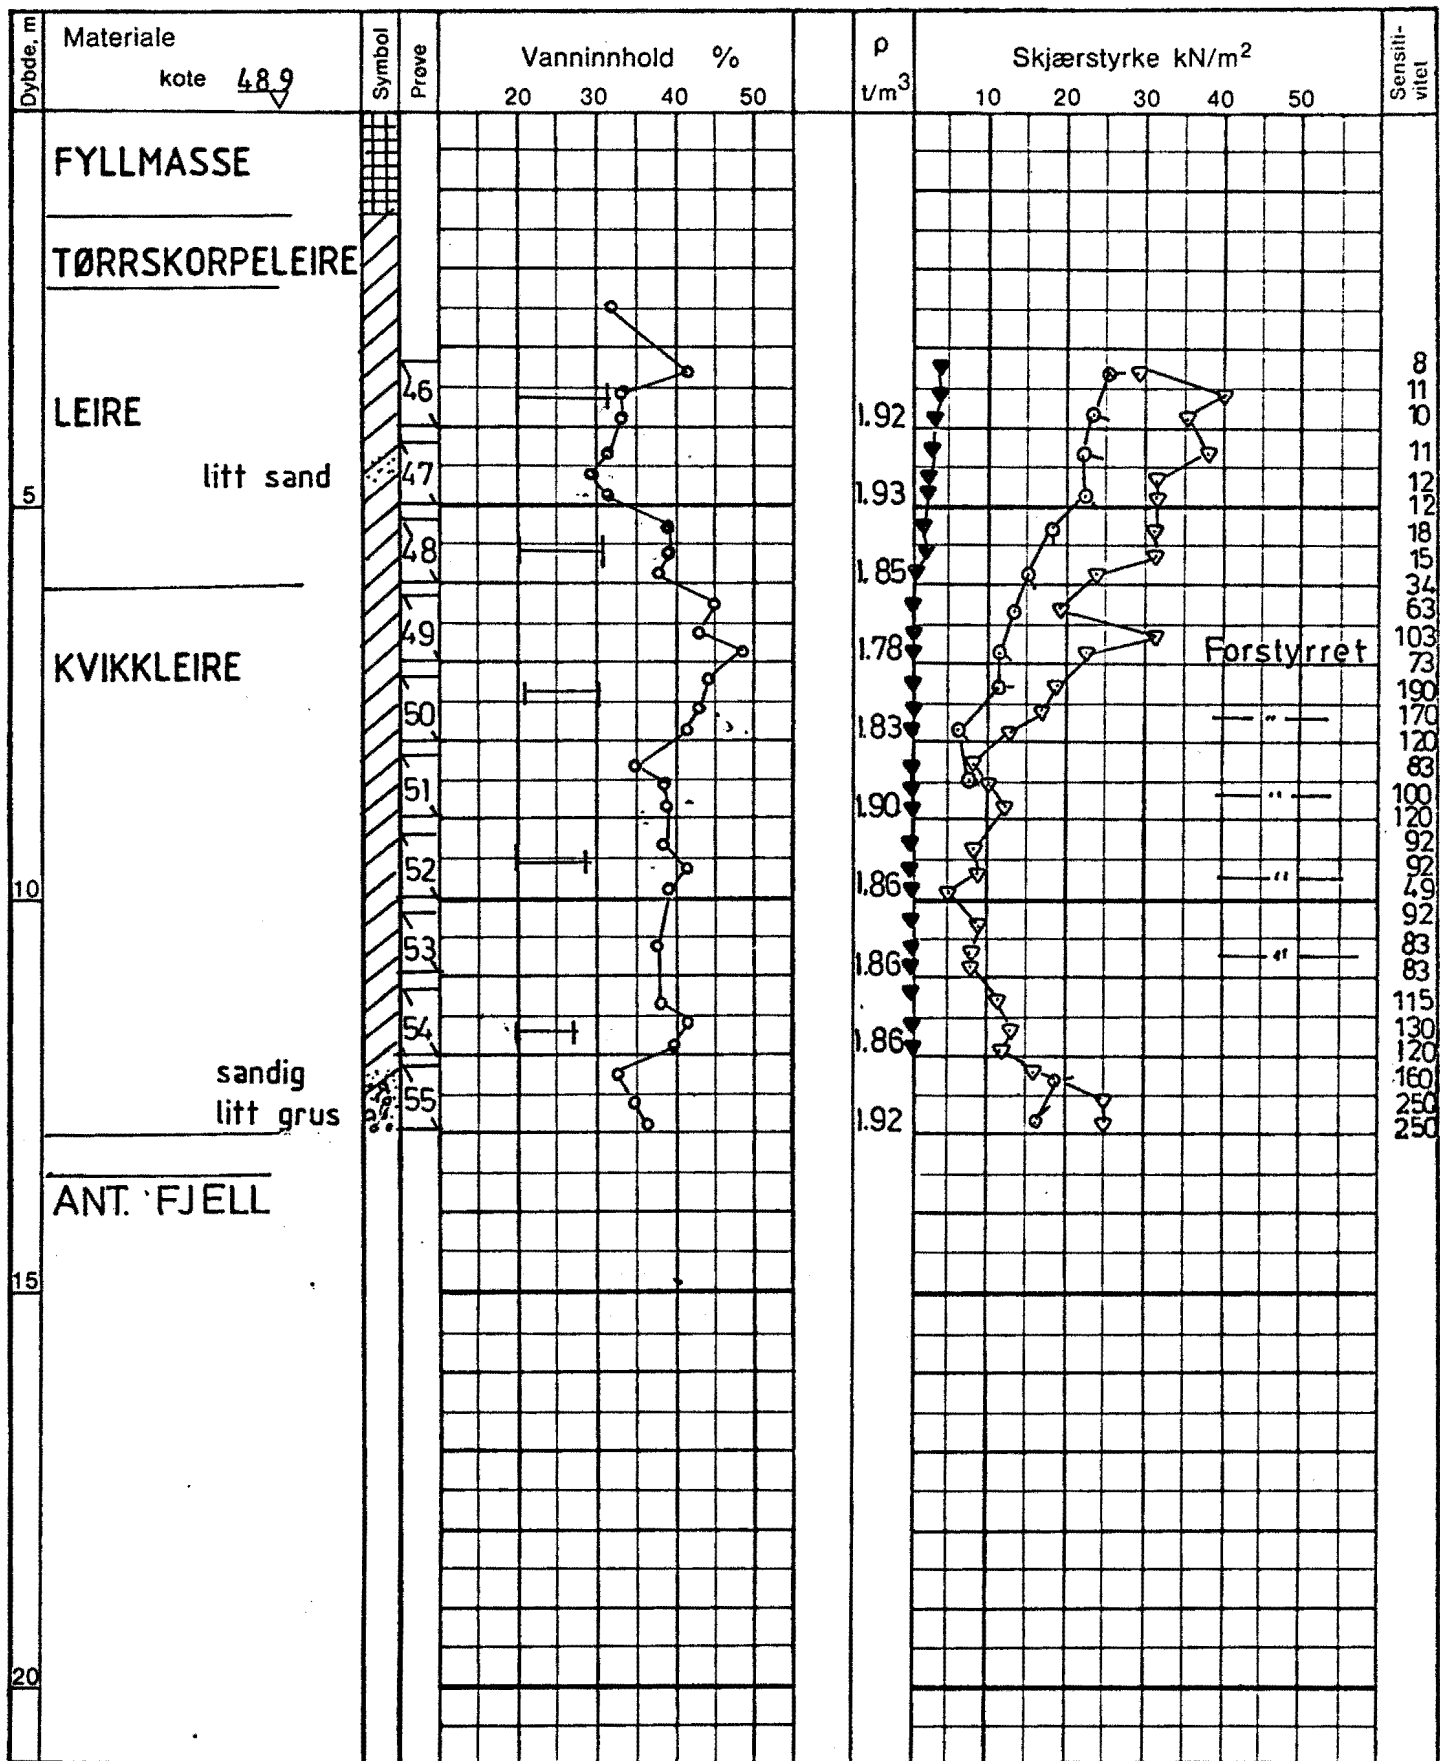 Dybde, m
Materiale
kote 48.9
Symbol
Prøve
Vanninnhold %
20 30 40 50
ρ
t/m³
Skjærstyrke kN/m²
10 20 30 40 50
Sensiti-
vitet
FYLLMASSE
TØRRSKORPELEIRE
LEIRE
litt sand
KVIKKLEIRE
sandig
litt grus
ANT. FJELL
5
10
15
20
46
47
48
49
50
51
52
53
54
55
1.92
1.93
1.85
1.78
1.83
1.90
1.86
1.86
1.86
1.92
Forstyrret
— " —
— " —
— " —
— " —
8
11
10
11
12
12
18
15
34
63
103
73
190
170
120
83
100
120
92
92
49
92
83
83
115
130
120
160
250
250